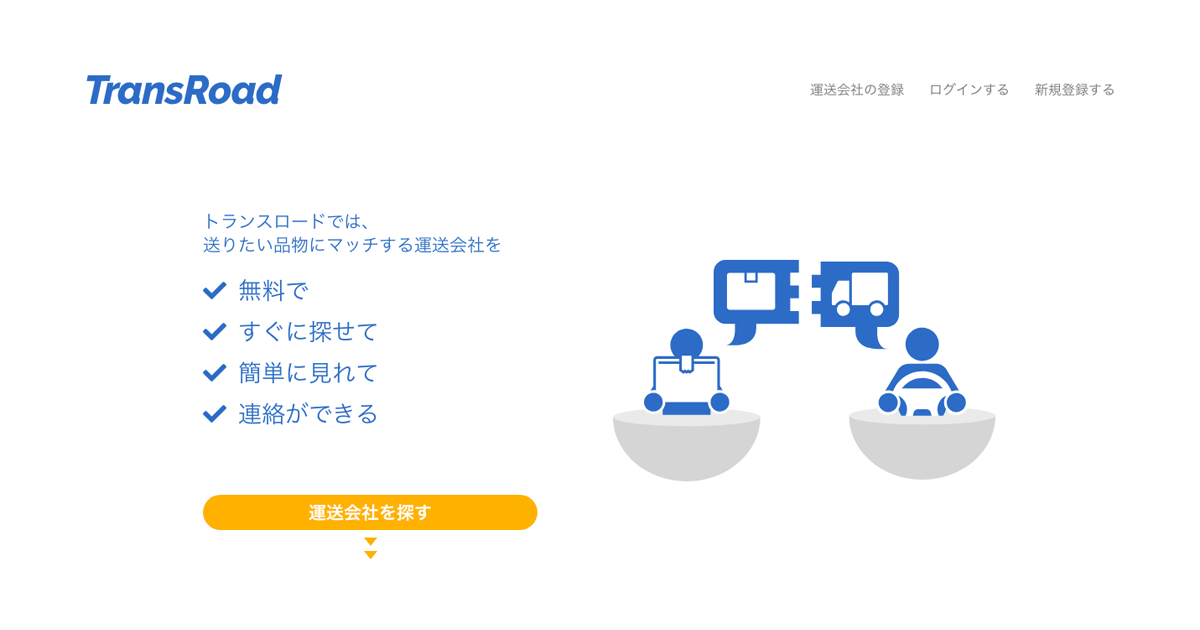 TransRoad
運送会社の登録
ログインする
新規登録する
トランスロードでは、
送りたい品物にマッチする運送会社を
無料で
すぐに探せて
簡単に見れて
連絡ができる
運送会社を探す